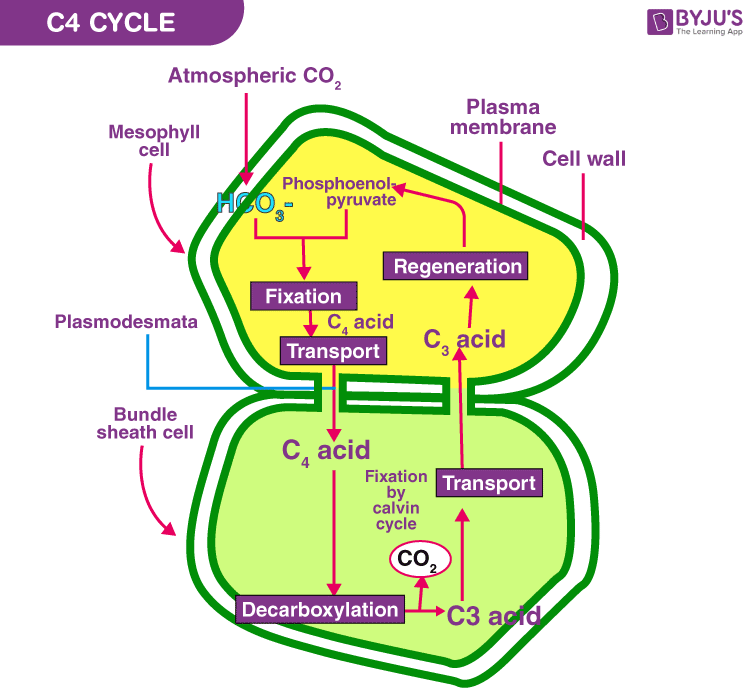 C4 CYCLE
BYJU'S
The Learning App
Atmospheric CO₂
Mesophyll
cell
Plasma
membrane
Cell wall
HCO₃-
Phosphoenol-
pyruvate
Regeneration
Fixation
C₄ acid
Transport
C₃ acid
Plasmodesmata
Bundle
sheath cell
C₄ acid
Fixation
by
calvin
cycle
Transport
CO₂
Decarboxylation
C3 acid